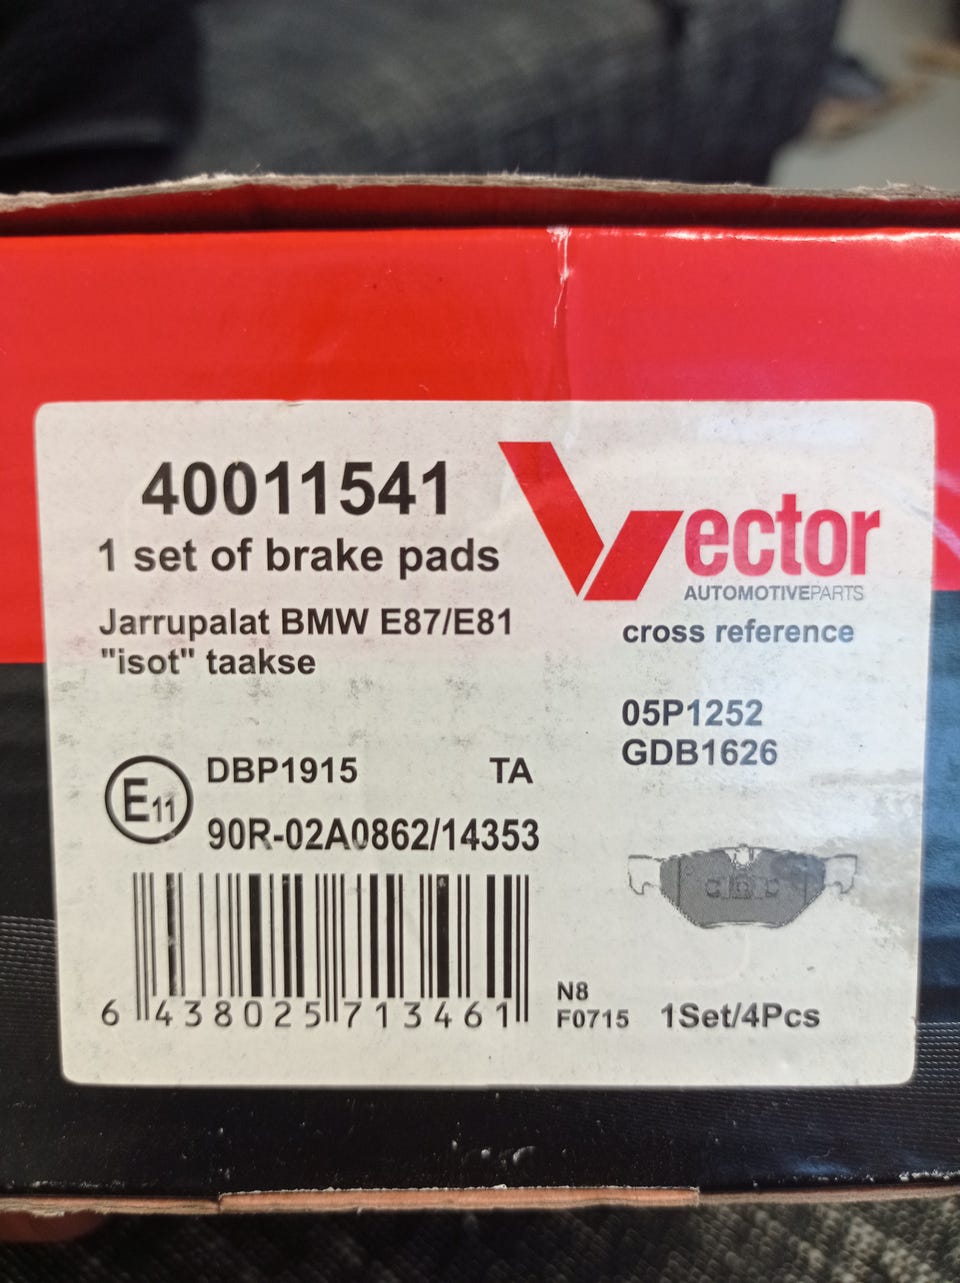 40011541
1 set of brake pads
Jarrupalat BMW E87/E81
"isot" taakse
Vector
AUTOMOTIVEPARTS
cross reference
05P1252
GDB1626
E11
DBP1915 TA
90R-02A0862/14353
6 438025 713461
N8
F0715
1Set/4Pcs